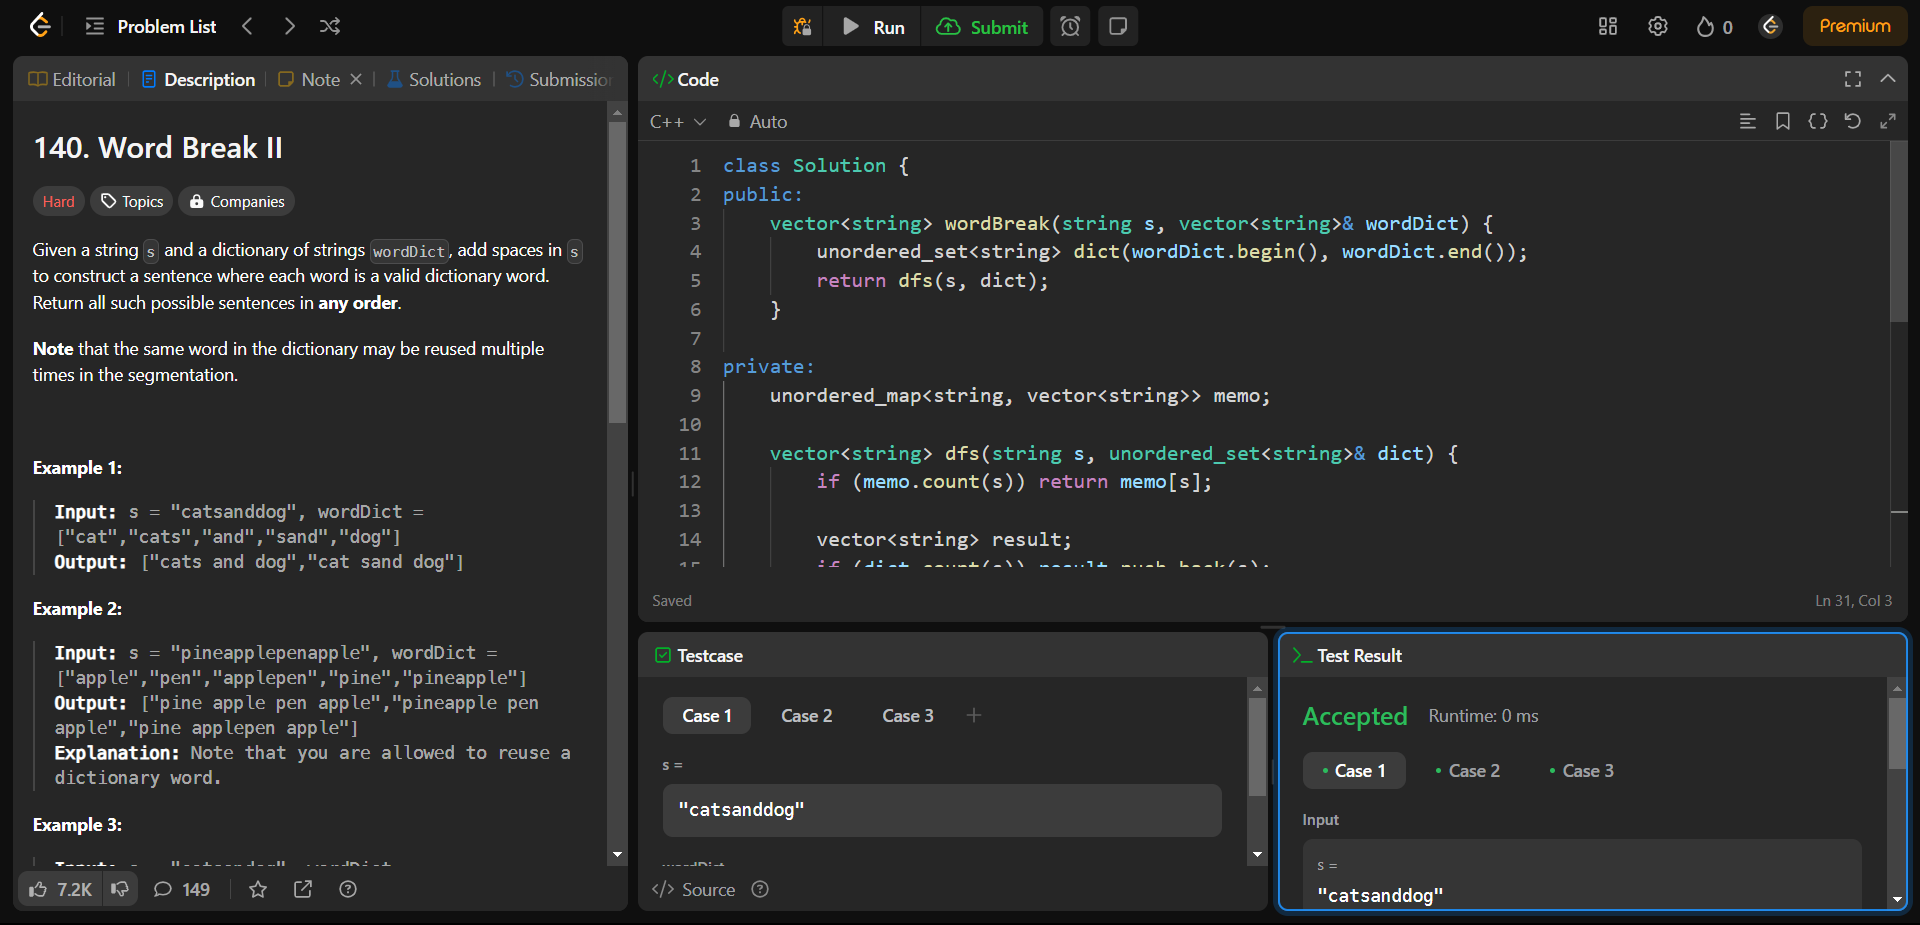 Problem List
Run
Submit
0
Premium
Editorial
Description
Note
Solutions
140. Word Break II
Hard
Topics
Companies
Given a string s and a dictionary of strings wordDict, add spaces in s
to construct a sentence where each word is a valid dictionary word.
Return all such possible sentences in any order.
Note that the same word in the dictionary may be reused multiple
times in the segmentation.
Example 1:
Input: s = "catsanddog", wordDict =
["cat","cats","and","sand","dog"]
Output: ["cats and dog","cat sand dog"]
Example 2:
Input: s = "pineapplepenapple", wordDict =
["apple","pen","applepen","pine","pineapple"]
Output: ["pine apple pen apple","pineapple pen
apple","pine applepen apple"]
Explanation: Note that you are allowed to reuse a
dictionary word.
Example 3:
7.2K
149
</> Code
C++
Auto
1 class Solution {
2 public:
3 vector<string> wordBreak(string s, vector<string>& wordDict) {
4 unordered_set<string> dict(wordDict.begin(), wordDict.end());
5 return dfs(s, dict);
6 }
7
8 private:
9 unordered_map<string, vector<string>> memo;
10
11 vector<string> dfs(string s, unordered_set<string>& dict) {
12 if (memo.count(s)) return memo[s];
13
14 vector<string> result;
Saved
Ln 31, Col 3
Testcase
Case 1
Case 2
Case 3
s =
"catsanddog"
</> Source
Test Result
Accepted
Runtime: 0 ms
Case 1
Case 2
Case 3
Input
s =
"catsanddog"